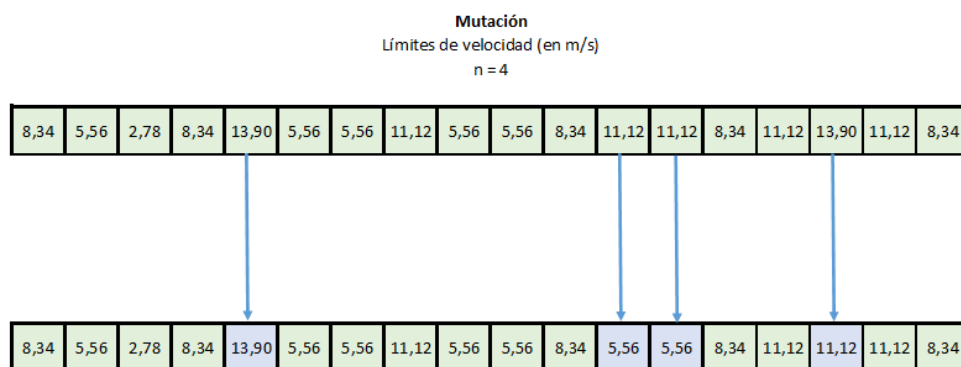 Mutación
Límites de velocidad (en m/s)
n = 4
8,34 5,56 2,78 8,34 13,90 5,56 5,56 11,12 5,56 5,56 8,34 11,12 11,12 8,34 11,12 13,90 11,12 8,34
8,34 5,56 2,78 8,34 13,90 5,56 5,56 11,12 5,56 5,56 8,34 5,56 5,56 8,34 11,12 11,12 11,12 8,34